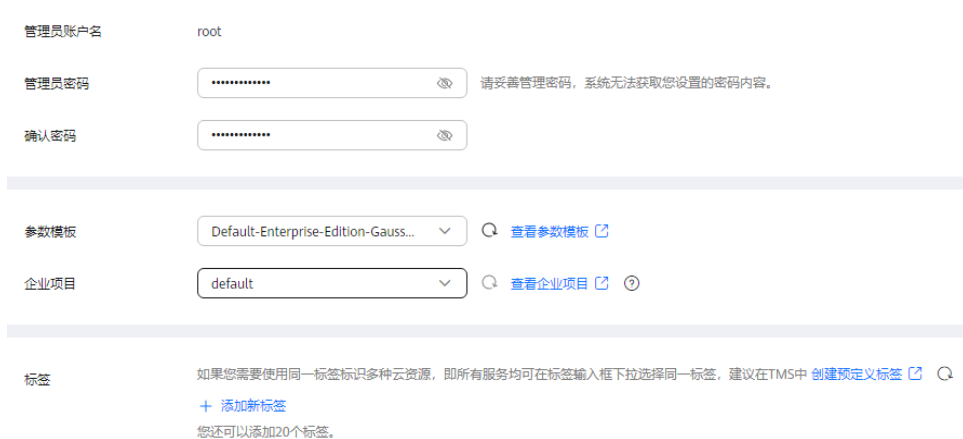 管理员账户名 root
管理员密码 ••••••••••••• 请妥善管理密码，系统无法获取您设置的密码内容。
确认密码 •••••••••••••
参数模板 Default-Enterprise-Edition-Gauss... 查看参数模板
企业项目 default 查看企业项目
标签 如果您需要使用同一标签标识多种云资源，即所有服务均可在标签输入框下拉选择同一标签，建议在TMS中 创建预定义标签
+ 添加新标签
您还可以添加20个标签。